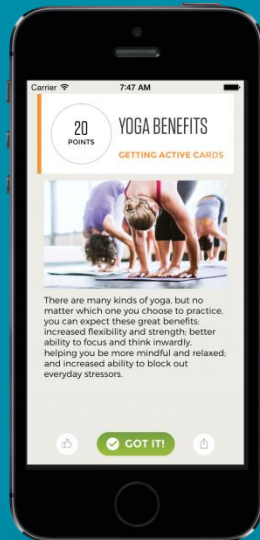 Carrier 7:47 AM
20
POINTS
YOGA BENEFITS
GETTING ACTIVE CARDS
There are many kinds of yoga, but no
matter which one you choose to practice,
you can expect these great benefits:
increased flexibility and strength; better
ability to focus and think inwardly,
helping you be more mindful and relaxed;
and increased ability to block out
everyday stressors.
GOT IT!